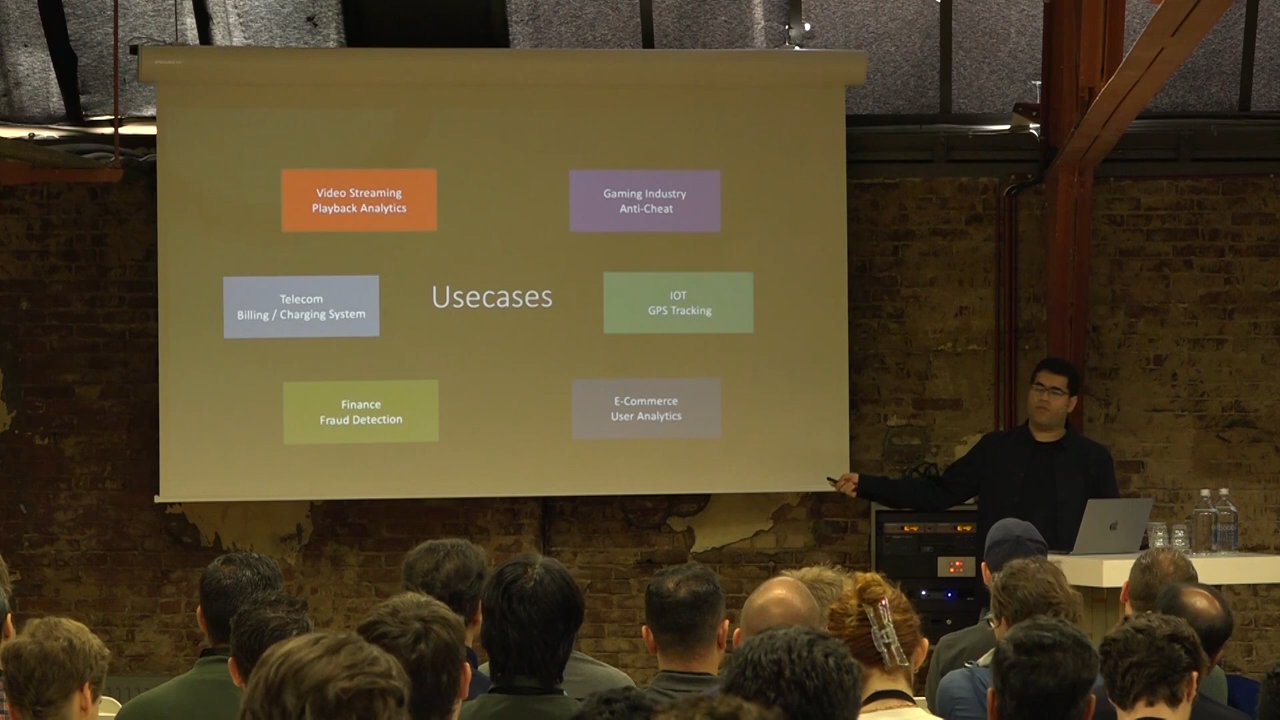 Video Streaming
Playback Analytics
Gaming Industry
Anti-Cheat
Telecom
Billing / Charging System
Usecases
IOT
GPS Tracking
Finance
Fraud Detection
E-Commerce
User Analytics